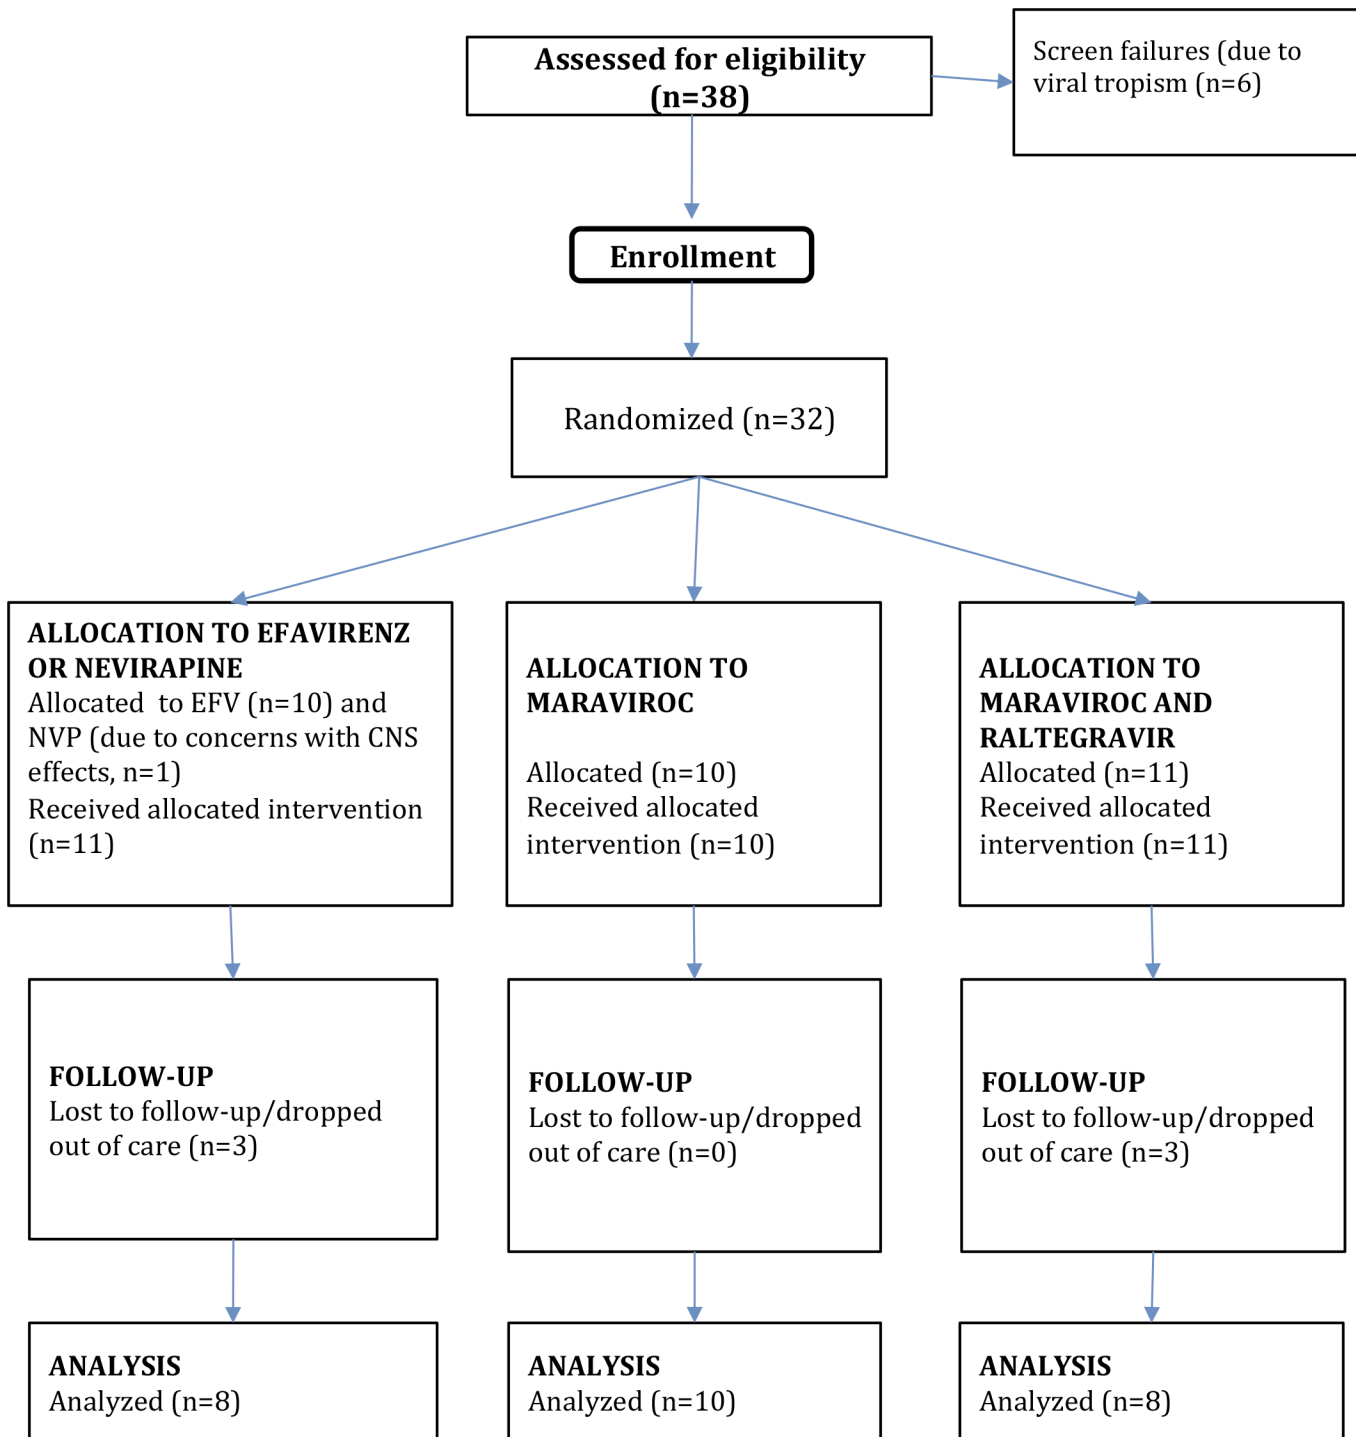 Assessed for eligibility
(n=38)
Screen failures (due to
viral tropism (n=6)
Enrollment
Randomized (n=32)
ALLOCATION TO EFAVIRENZ
OR NEVIRAPINE
Allocated to EFV (n=10) and
NVP (due to concerns with CNS
effects, n=1)
Received allocated intervention
(n=11)
ALLOCATION TO
MARAVIROC
Allocated (n=10)
Received allocated
intervention (n=10)
ALLOCATION TO
MARAVIROC AND
RALTEGRAVIR
Allocated (n=11)
Received allocated
intervention (n=11)
FOLLOW-UP
Lost to follow-up/dropped
out of care (n=3)
FOLLOW-UP
Lost to follow-up/dropped
out of care (n=0)
FOLLOW-UP
Lost to follow-up/dropped
out of care (n=3)
ANALYSIS
Analyzed (n=8)
ANALYSIS
Analyzed (n=10)
ANALYSIS
Analyzed (n=8)